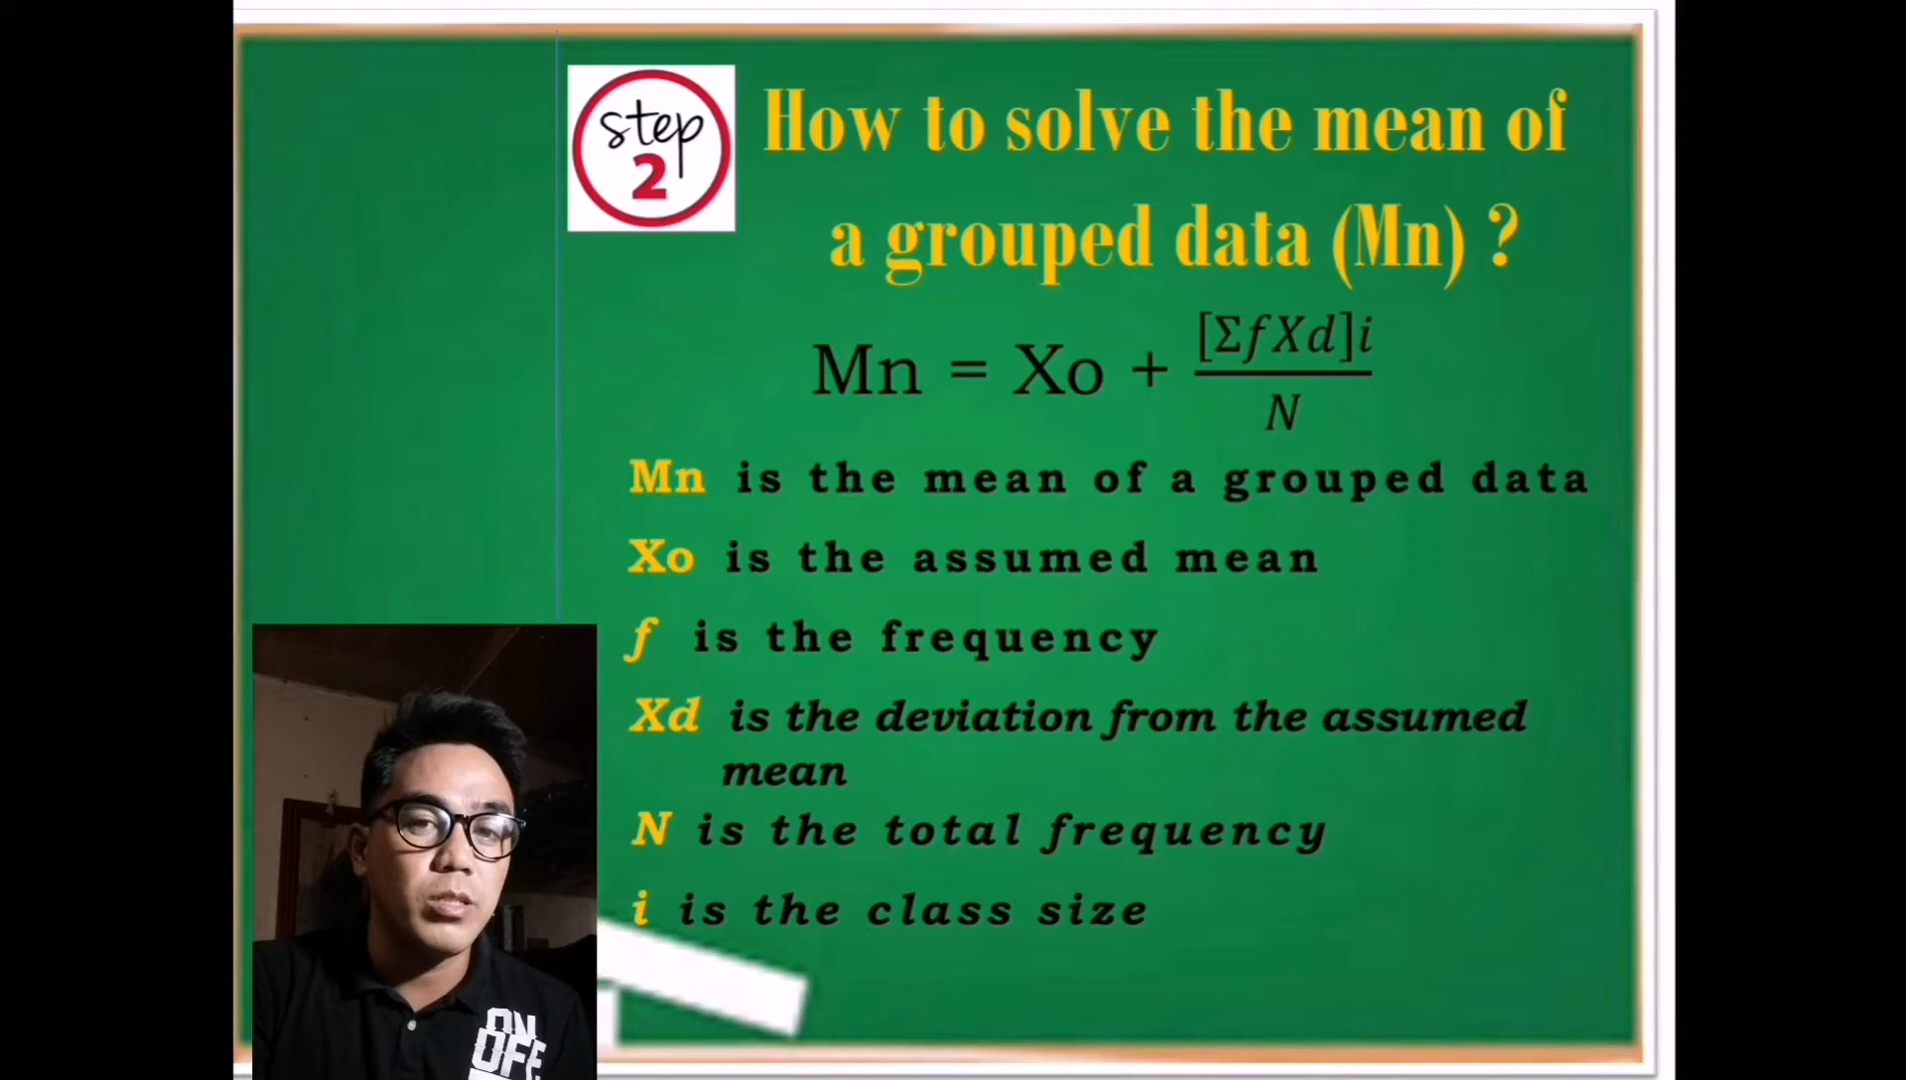 step
2
How to solve the mean of
a grouped data (Mn) ?
Mn = Xo + [ΣfXd]i
N
Mn is the mean of a grouped data
Xo is the assumed mean
f is the frequency
Xd is the deviation from the assumed
mean
N is the total frequency
i is the class size
ON
OFF